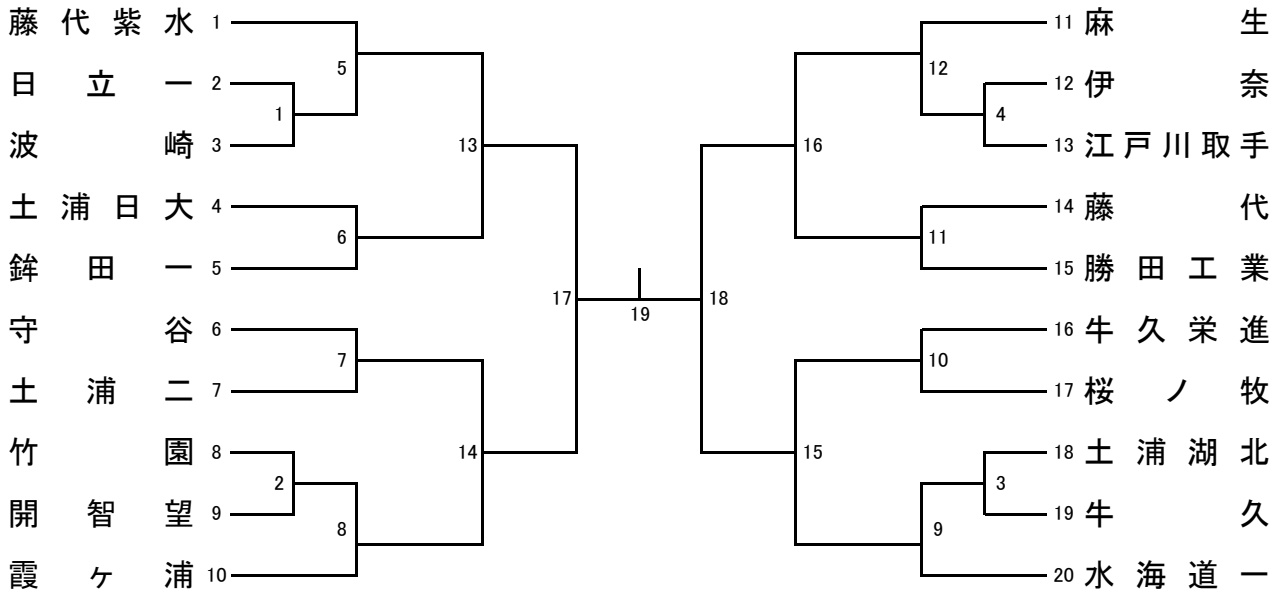 藤代紫水 1
日立一 2
波崎 3
土浦日大 4
鉾田一 5
守谷 6
土浦二 7
竹園 8
開智望 9
霞ヶ浦 10
5
1
13
6
17
7
14
2
8
19
11 麻生
12 伊奈
13 江戸川取手
14 藤代
15 勝田工業
16 牛久栄進
17 桜ノ牧
18 土浦湖北
19 牛久
20 水海道一
12
4
16
11
18
10
15
3
9